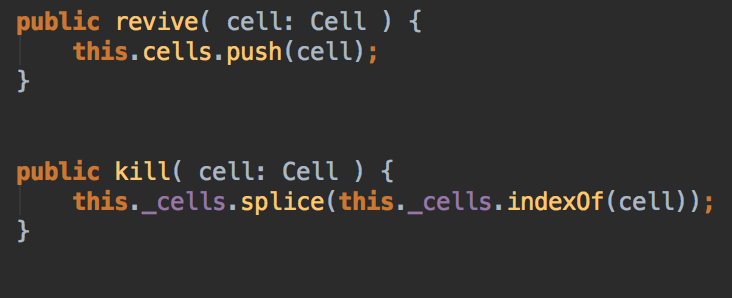 public revive( cell: Cell ) {
this.cells.push(cell);
}
public kill( cell: Cell ) {
this._cells.splice(this._cells.indexOf(cell));
}